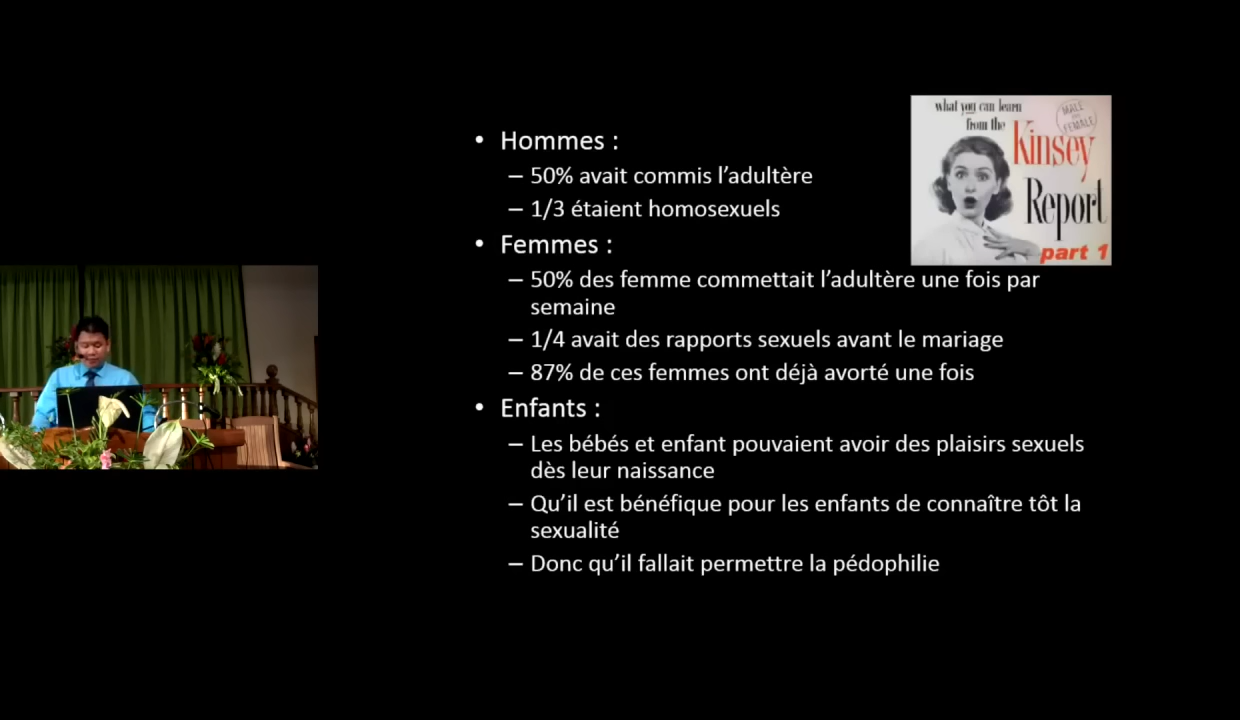 what you can learn
from the
MALE
FEMALE
Kinsey
Report
part 1
• Hommes :
– 50% avait commis l’adultère
– 1/3 étaient homosexuels
• Femmes :
– 50% des femme commettait l’adultère une fois par
semaine
– 1/4 avait des rapports sexuels avant le mariage
– 87% de ces femmes ont déjà avorté une fois
• Enfants :
– Les bébés et enfant pouvaient avoir des plaisirs sexuels
dès leur naissance
– Qu’il est bénéfique pour les enfants de connaître tôt la
sexualité
– Donc qu’il fallait permettre la pédophilie